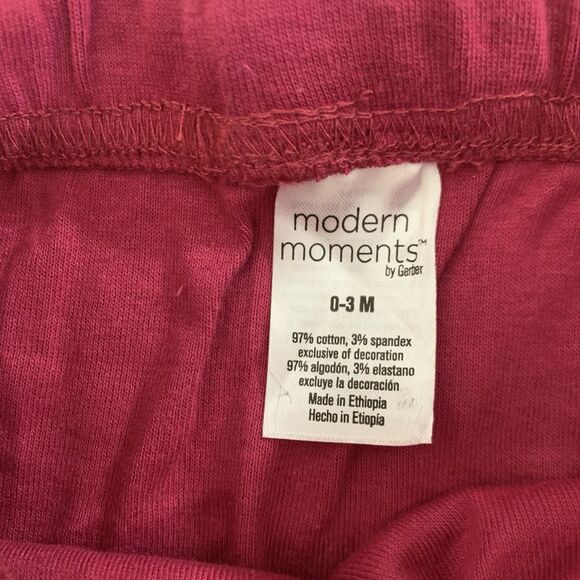 modern
moments™
by Gerber
0-3 M
97% cotton, 3% spandex
exclusive of decoration
97% algodón, 3% elastano
excluye la decoración
Made in Ethiopia
Hecho in Etiopía